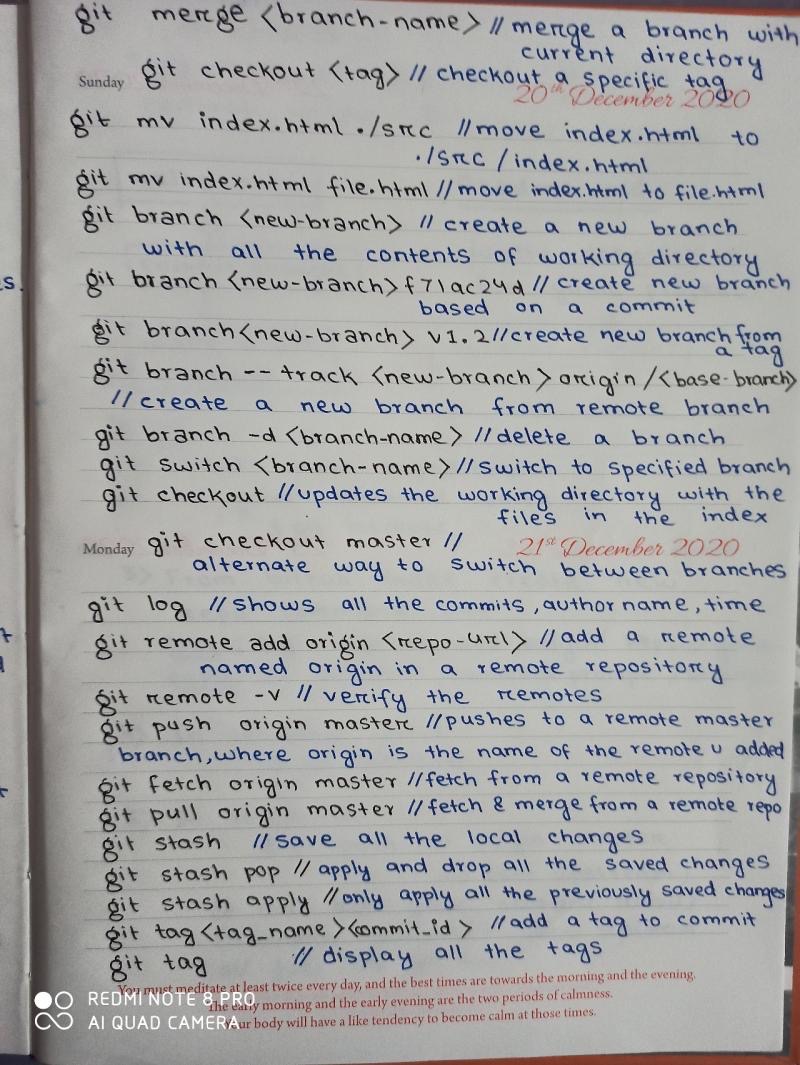 git merge <branch-name> // merge a branch with
current directory
Sunday git checkout <tag> // checkout a specific tag
20th December 2020
git mv index.html ./src // move index.html to
./src/index.html
git mv index.html file.html // move index.html to file.html
git branch <new-branch> // create a new branch
with all the contents of working directory
git branch <new-branch> f71ac24d // create new branch
based on a commit
git branch <new-branch> v1.2 // create new branch from
a tag
git branch -- track <new-branch> origin /<base-branch>
// create a new branch from remote branch
git branch -d <branch-name> // delete a branch
git switch <branch-name> // switch to specified branch
git checkout // updates the working directory with the
files in the index
Monday git checkout master // 21st December 2020
alternate way to switch between branches
git log // shows all the commits, author name, time
git remote add origin <repo-url> // add a remote
named origin in a remote repository
git remote -v // verify the remotes
git push origin master // pushes to a remote master
branch, where origin is the name of the remote u added
git fetch origin master // fetch from a remote repository
git pull origin master // fetch & merge from a remote repo
git stash // save all the local changes
git stash pop // apply and drop all the saved changes
git stash apply // only apply all the previously saved changes
git tag <tag_name> <commit_id> // add a tag to commit
git tag // display all the tags
You must meditate at least twice every day, and the best times are towards the morning and the evening.
The early morning and the early evening are the two periods of calmness.
Your body will have a like tendency to become calm at those times.
REDMI NOTE 8 PRO
AI QUAD CAMERA